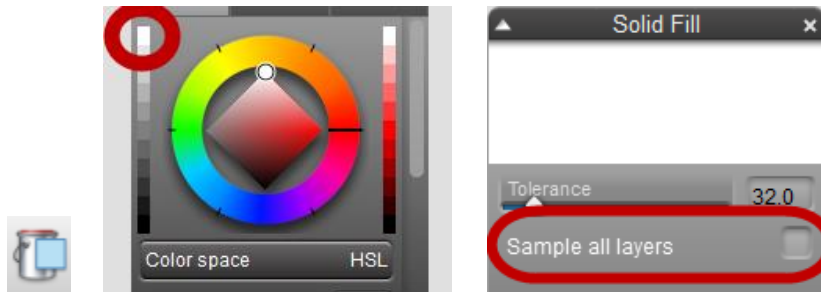 Color space HSL
Solid Fill
Tolerance 32.0
Sample all layers